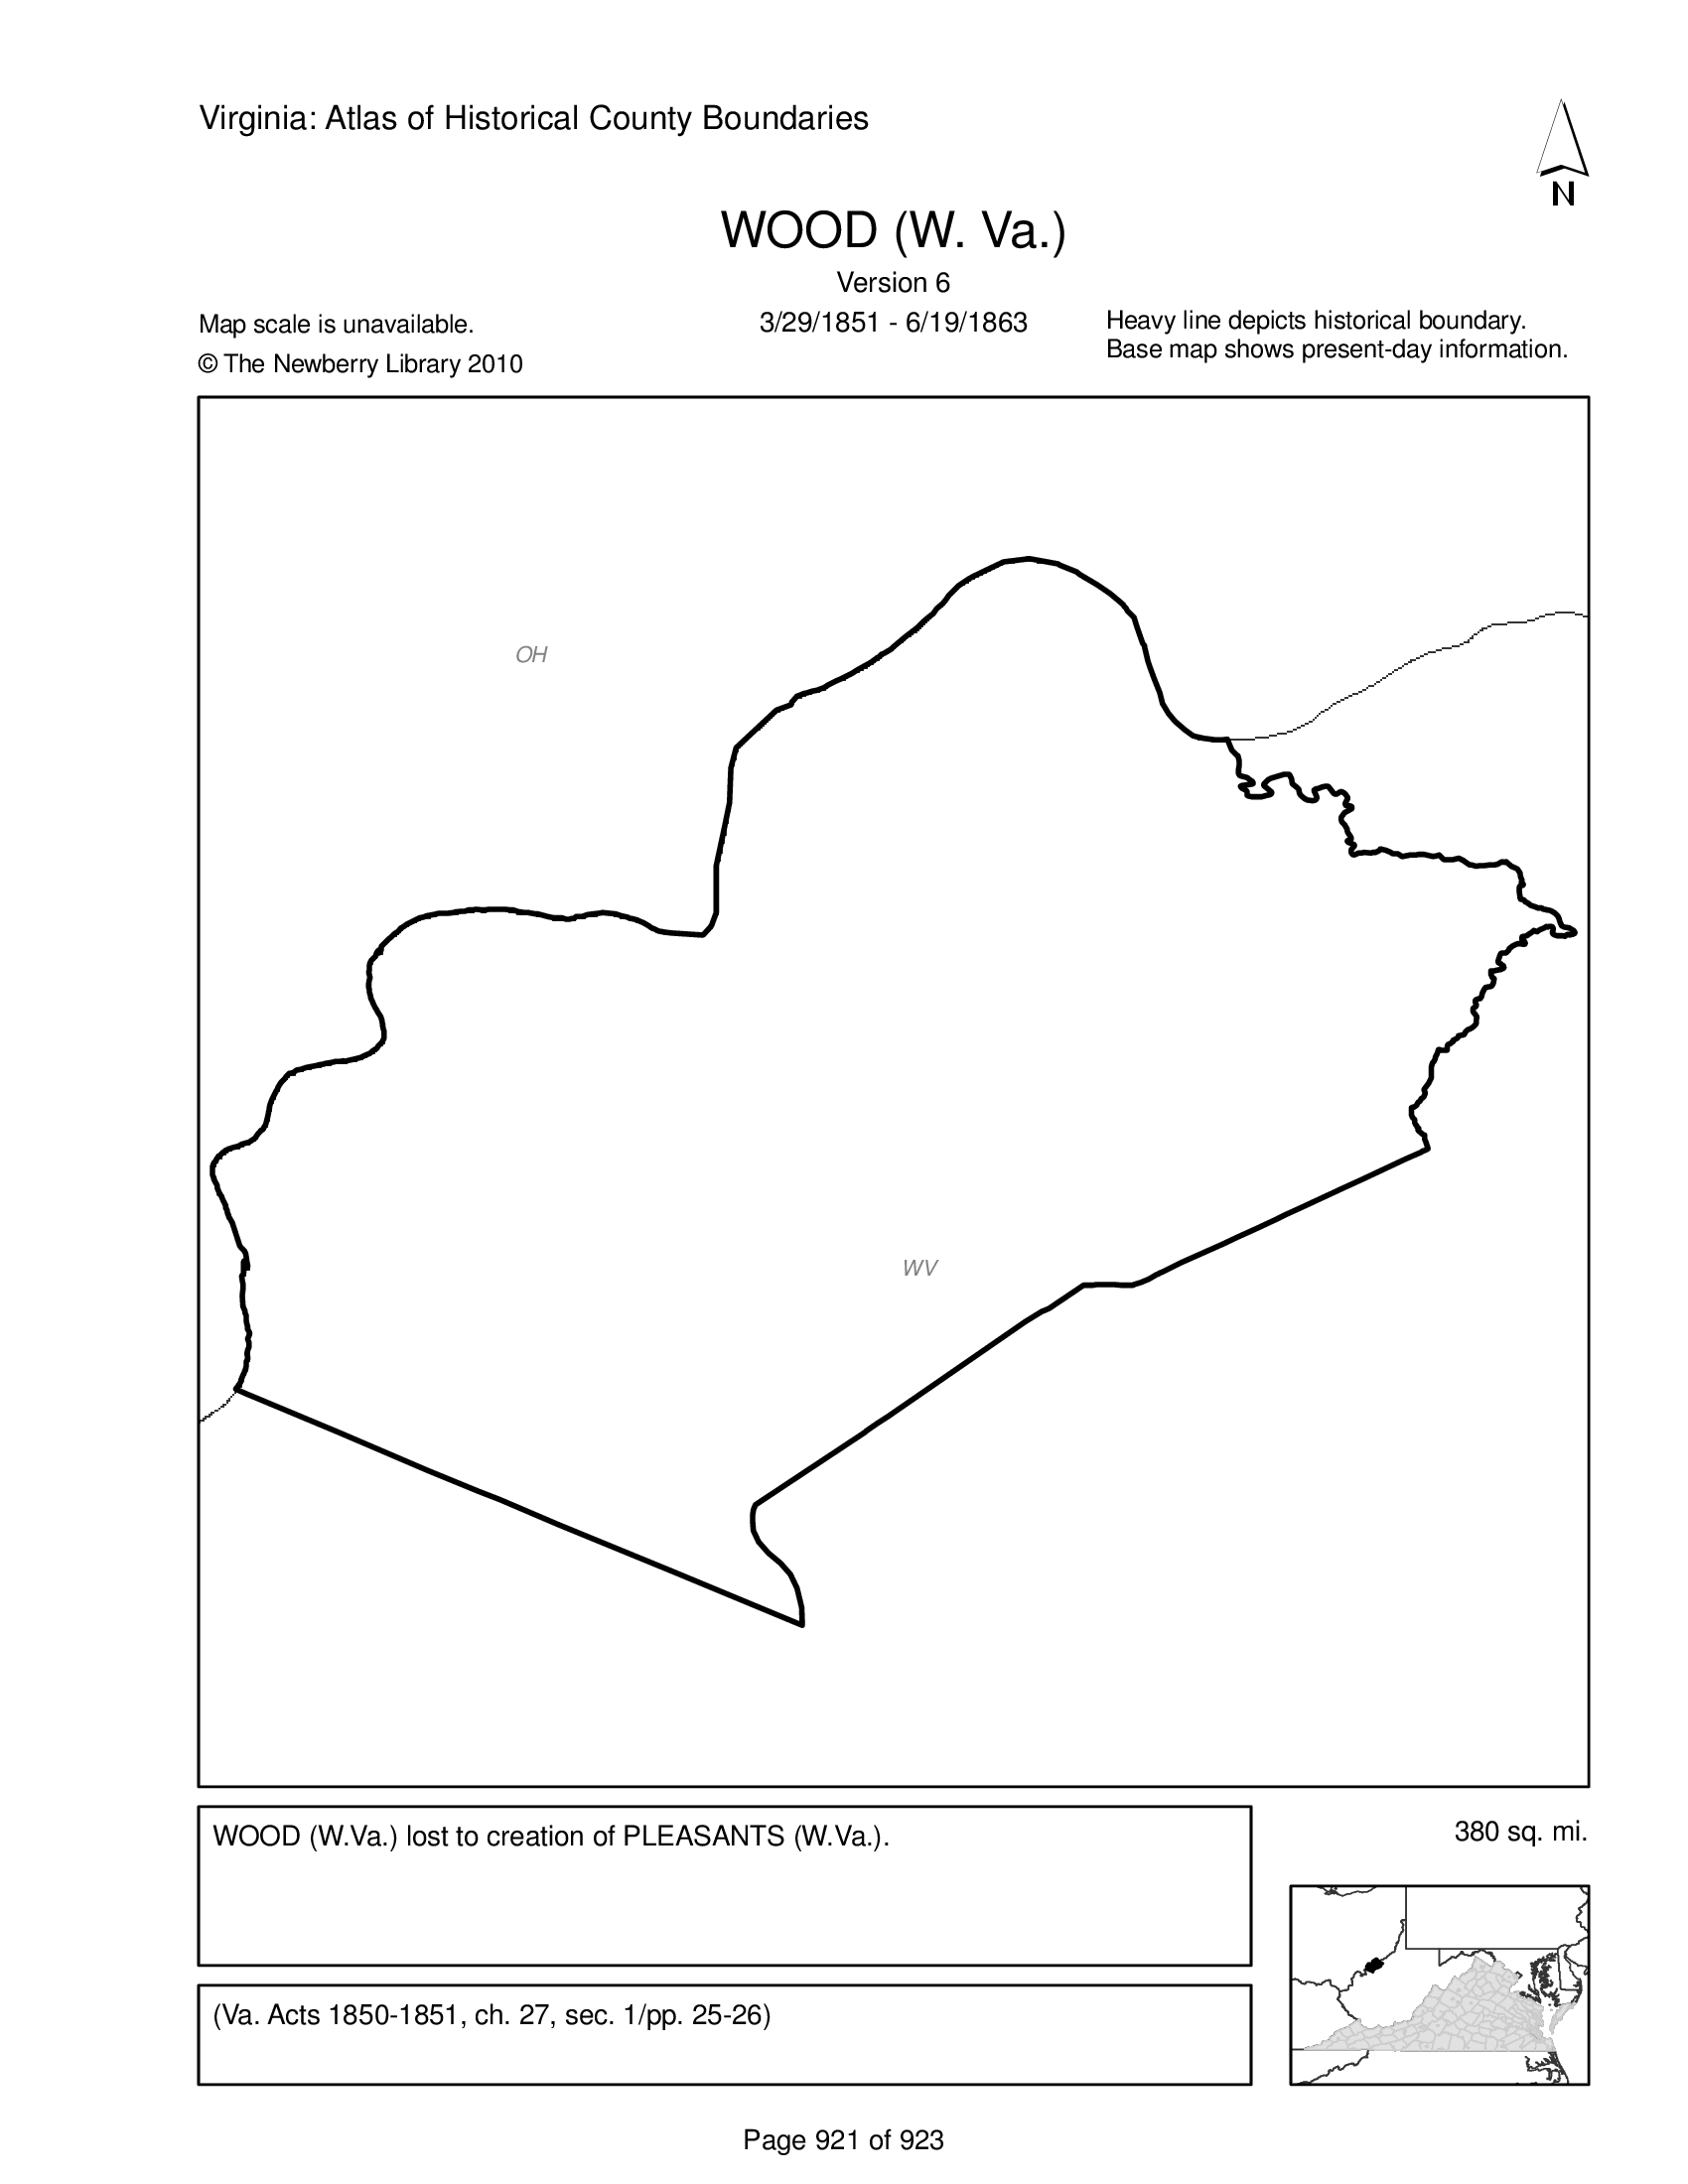 Virginia: Atlas of Historical County Boundaries
N
WOOD (W. Va.)
Version 6
3/29/1851 - 6/19/1863
Map scale is unavailable.
© The Newberry Library 2010
Heavy line depicts historical boundary.
Base map shows present-day information.
OH
WV
WOOD (W.Va.) lost to creation of PLEASANTS (W.Va.).
380 sq. mi.
(Va. Acts 1850-1851, ch. 27, sec. 1/pp. 25-26)
Page 921 of 923